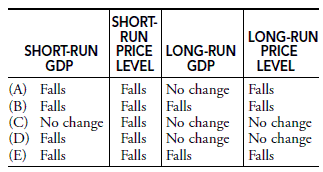 SHORT-RUN GDP | SHORT-RUN PRICE LEVEL | LONG-RUN GDP | LONG-RUN PRICE LEVEL
(A) Falls | Falls | No change | Falls
(B) Falls | Falls | Falls | Falls
(C) No change | Falls | No change | No change
(D) Falls | Falls | No change | No change
(E) Falls | Falls | Falls | Falls